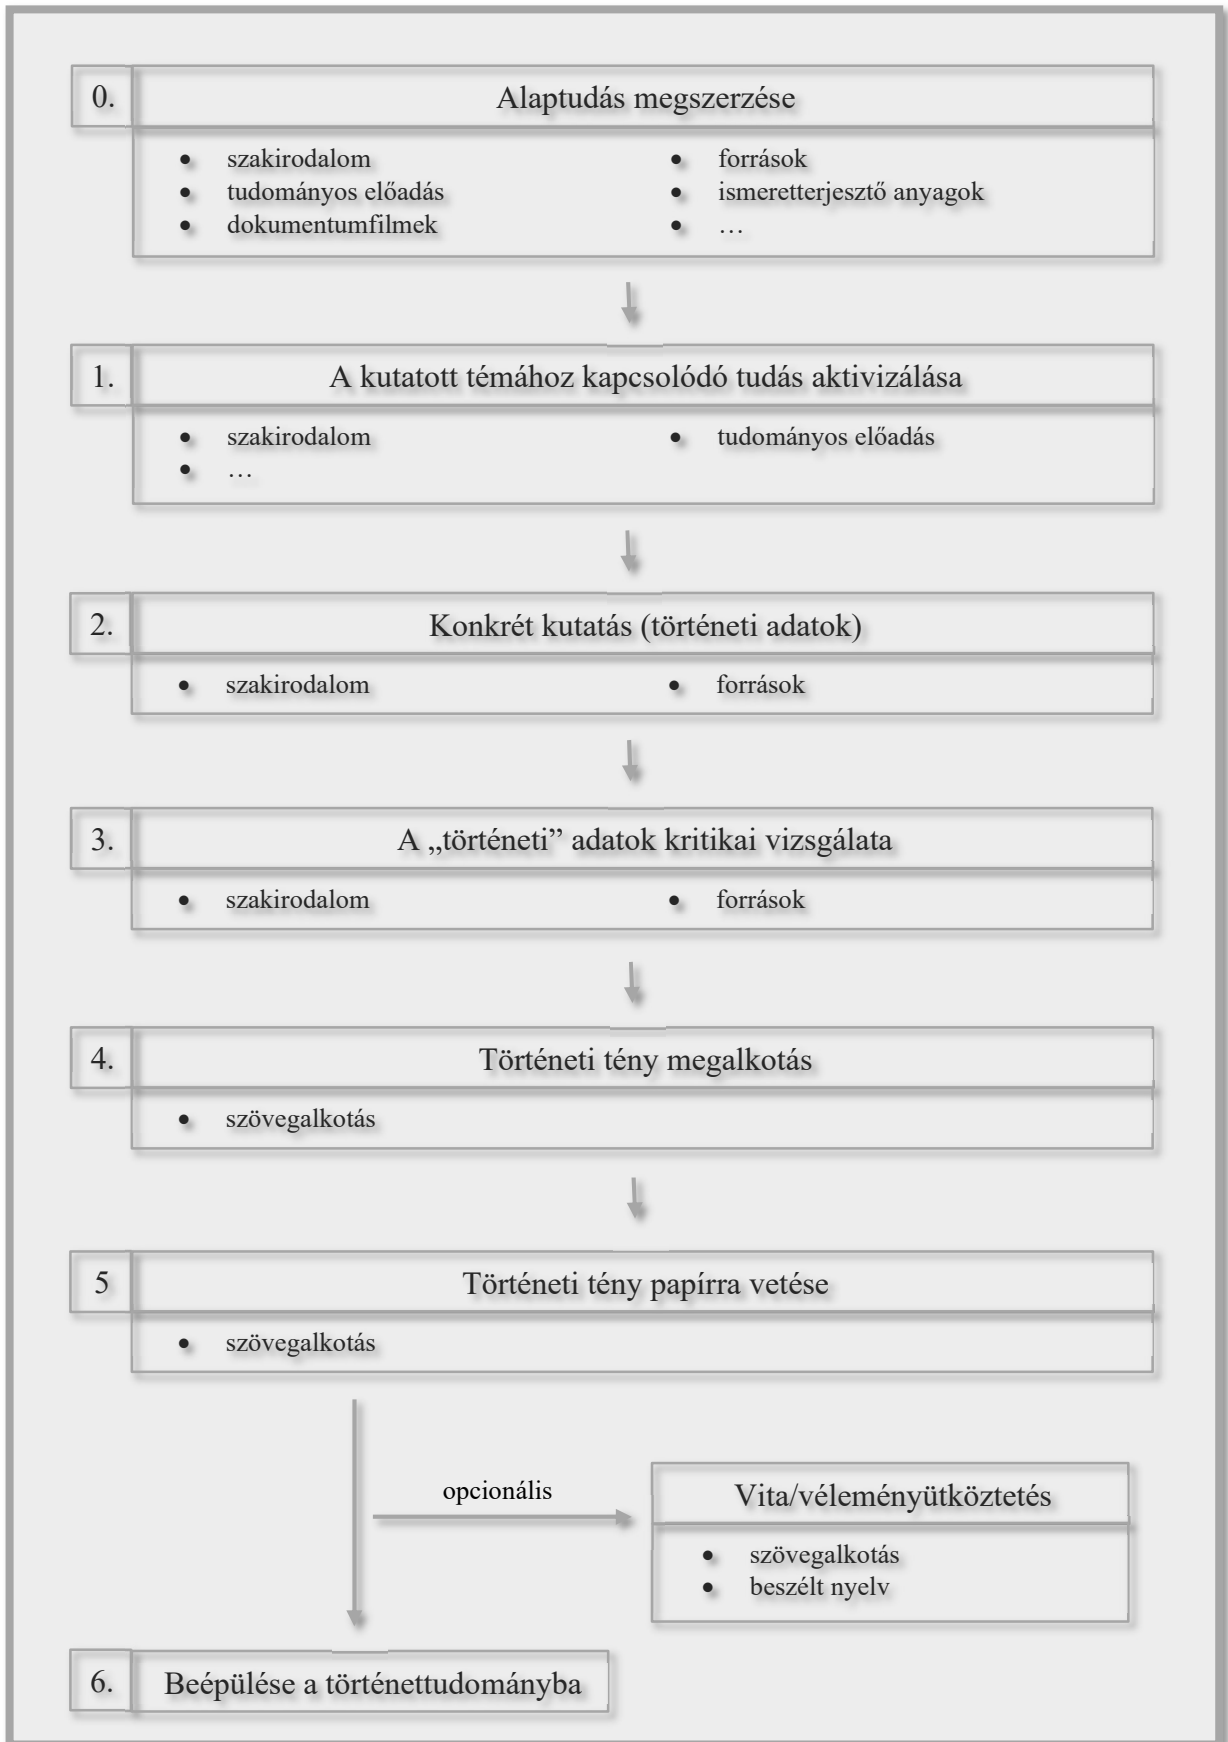 0.
Alaptudás megszerzése
• szakirodalom
• tudományos előadás
• dokumentumfilmek
• források
• ismeretterjesztő anyagok
• …
1.
A kutatott témához kapcsolódó tudás aktivizálása
• szakirodalom
• …
• tudományos előadás
2.
Konkrét kutatás (történeti adatok)
• szakirodalom
• források
3.
A „történeti” adatok kritikai vizsgálata
• szakirodalom
• források
4.
Történeti tény megalkotás
• szövegalkotás
5
Történeti tény papírra vetése
• szövegalkotás
opcionális
Vita/véleményütköztetés
• szövegalkotás
• beszélt nyelv
6.
Beépülése a történettudományba